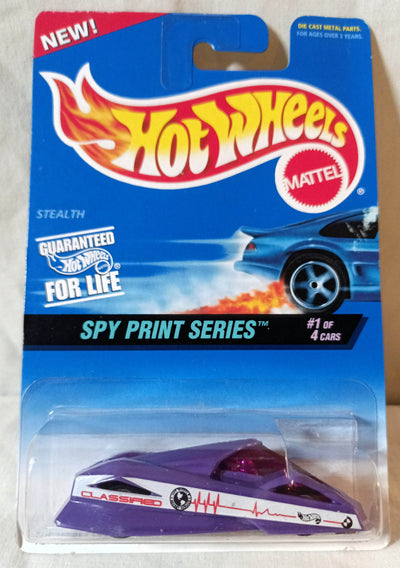 NEW!
DIE CAST METAL PARTS.
FOR AGES OVER 3 YEARS.
HOT WHEELS
MATTEL
®
STEALTH
GUARANTEED
Hot Wheels
FOR LIFE
SPY PRINT SERIES™
#1 OF
4 CARS
CLASSIFIED